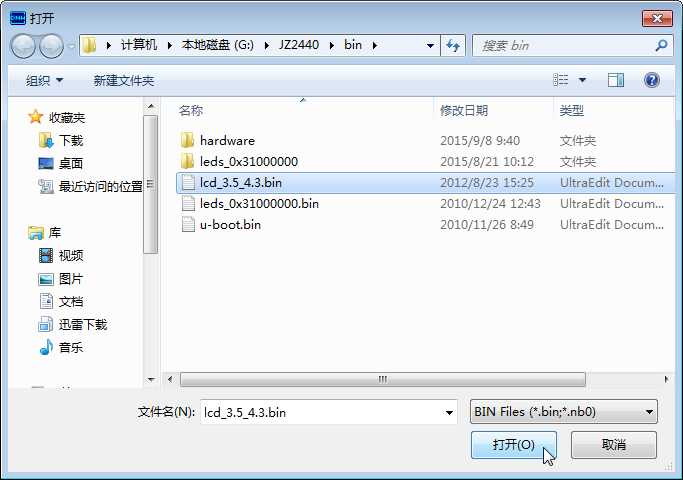 DNW 打开
计算机 本地磁盘 (G:) JZ2440 bin 搜索 bin
组织 新建文件夹
名称 修改日期 类型
收藏夹
下载
桌面
最近访问的位置
库
视频
图片
文档
迅雷下载
音乐
hardware 2015/9/8 9:40 文件夹
leds_0x31000000 2015/8/21 10:12 文件夹
lcd_3.5_4.3.bin 2012/8/23 15:25 UltraEdit Docum...
leds_0x31000000.bin 2010/12/24 12:43 UltraEdit Docum...
u-boot.bin 2010/11/26 8:49 UltraEdit Docum...
文件名(N): lcd_3.5_4.3.bin BIN Files (*.bin;*.nb0)
打开(O) 取消